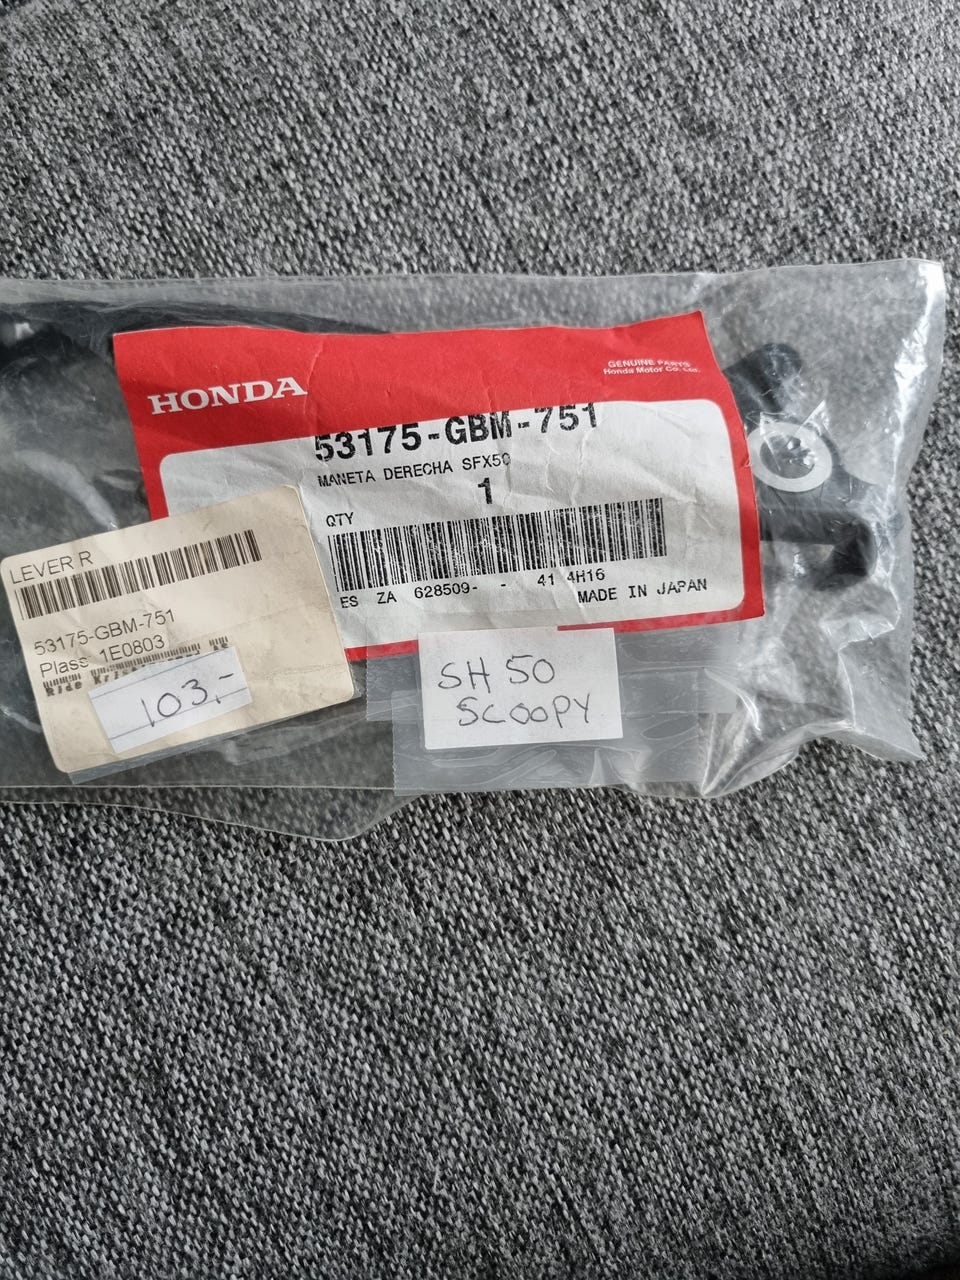 HONDA
GENUINE PARTS
Honda Motor Co. Ltd.
53175-GBM-751
MANETA DERECHA SFX50
1
QTY
ES ZA 628509- - 41 4H16
MADE IN JAPAN
LEVER R
53175-GBM-751
Plass 1E0803
103,-
SH 50
SCOOPY